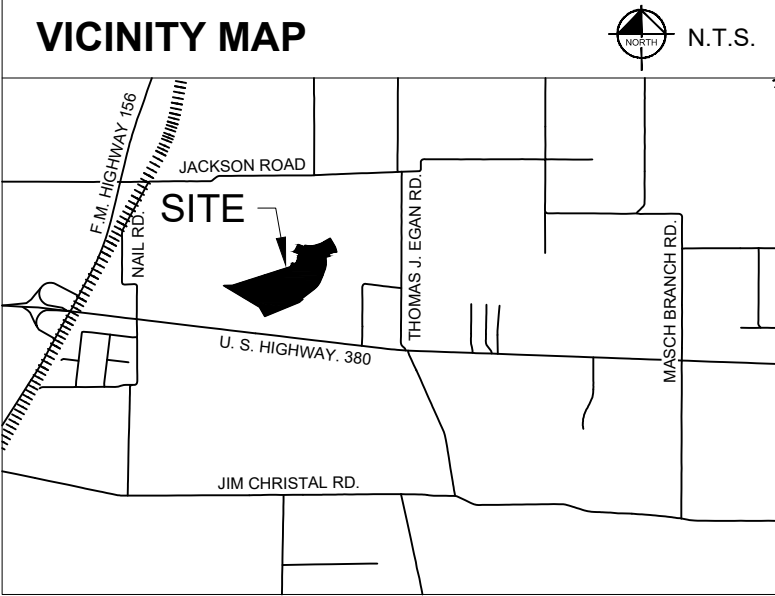 VICINITY MAP
NORTH
N.T.S.
F.M. HIGHWAY 156
JACKSON ROAD
SITE
NAIL RD.
THOMAS J. EGAN RD.
MASCH BRANCH RD.
U. S. HIGHWAY. 380
JIM CHRISTAL RD.